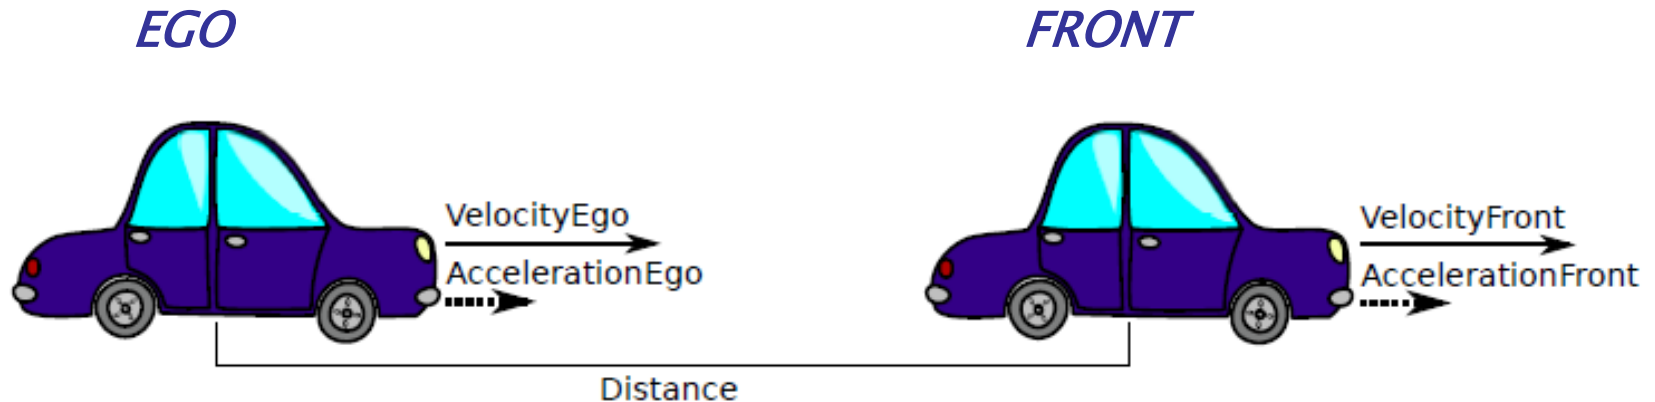 EGO
FRONT
VelocityEgo
AccelerationEgo
VelocityFront
AccelerationFront
Distance